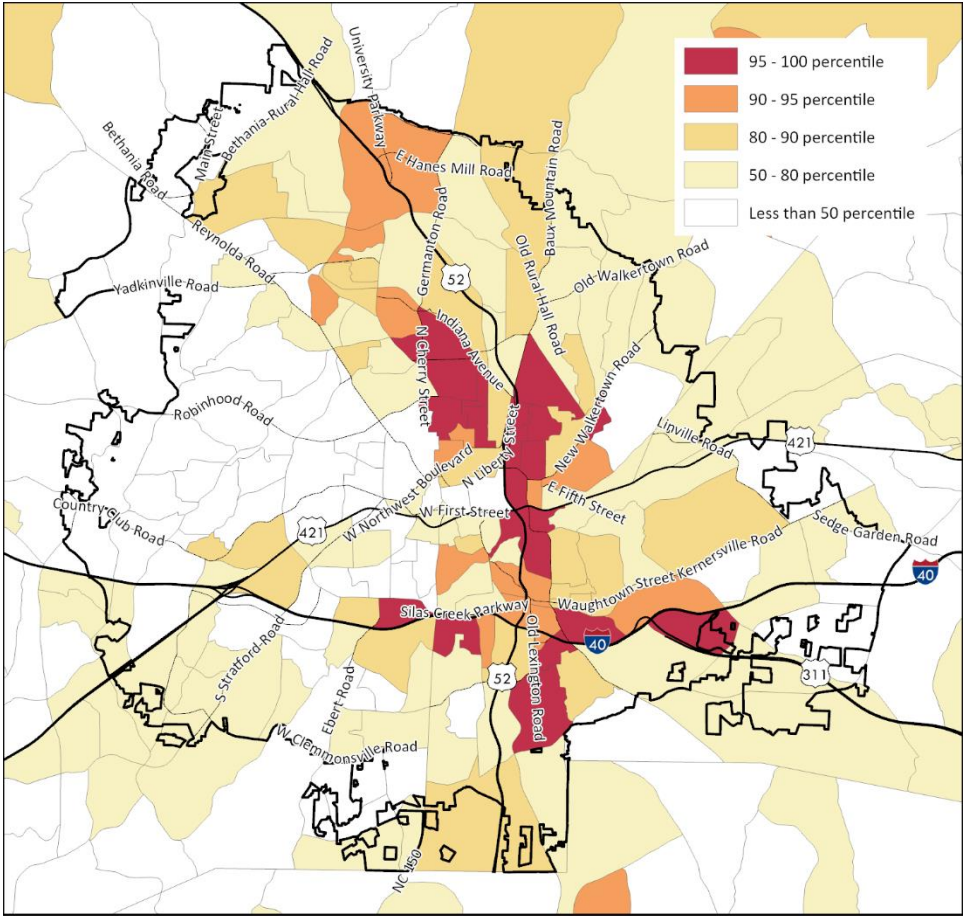 95 - 100 percentile
90 - 95 percentile
80 - 90 percentile
50 - 80 percentile
Less than 50 percentile
University Parkway
Bethania-Rural-Hall-Road
Main Street
Bethania Road
E Hanes Mill Road
Baux-Mountain-Road
Reynolda Road
Germanton-Road
Old-Walkertown Road
Yadkinville Road
52
Old Rural-Hall Road
Indiana Avenue
N Cherry Street
New Walkertown Road
Robinhood Road
Linville Road
421
N Liberty Street
W Northwest Boulevard
E Fifth Street
Country Club Road
421
W First Street
Sedge Garden Road
Waughtown-Street Kernersville-Road
40
Silas Creek Parkway
40
S-Stratford-Road
Old-Lexington Road
52
311
Ebert Road
W Clemmonsville Road
NC 150